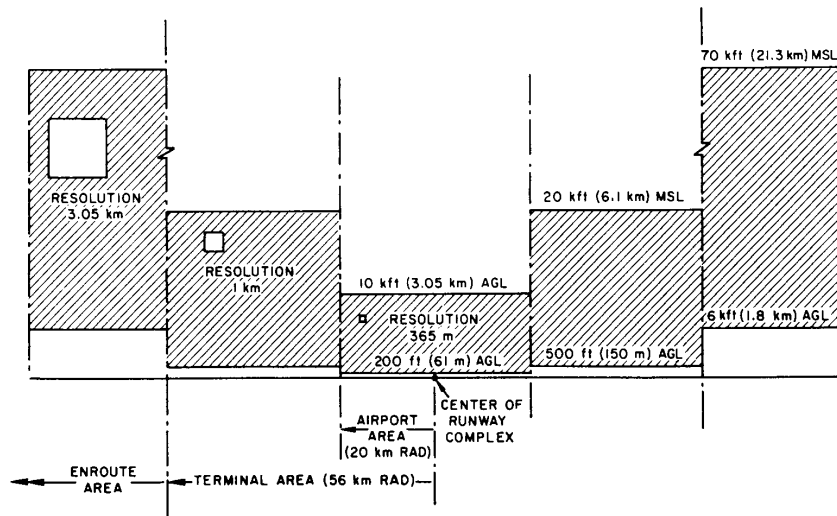 70 kft (21.3 km) MSL
RESOLUTION
3.05 km
20 kft (6.1 km) MSL
RESOLUTION
1 km
10 kft (3.05 km) AGL
RESOLUTION
365 m
6 kft (1.8 km) AGL
200 ft (61 m) AGL
500 ft (150 m) AGL
CENTER OF
RUNWAY
COMPLEX
AIRPORT
AREA
(20 km RAD)
ENROUTE
AREA
TERMINAL AREA (56 km RAD)